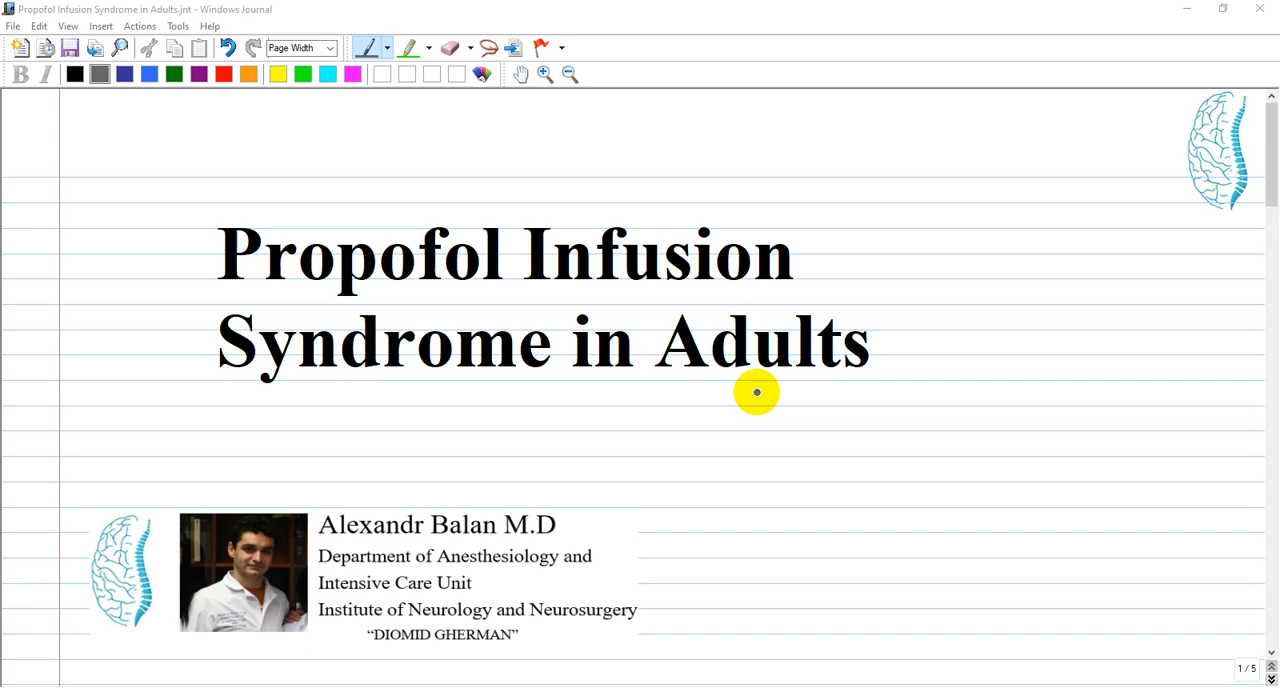 Propofol Infusion Syndrome in Adults.jnt - Windows Journal
File Edit View Insert Actions Tools Help
Page Width
B I
Propofol Infusion
Syndrome in Adults
Alexandr Balan M.D
Department of Anesthesiology and
Intensive Care Unit
Institute of Neurology and Neurosurgery
“DIOMID GHERMAN”
1 / 5